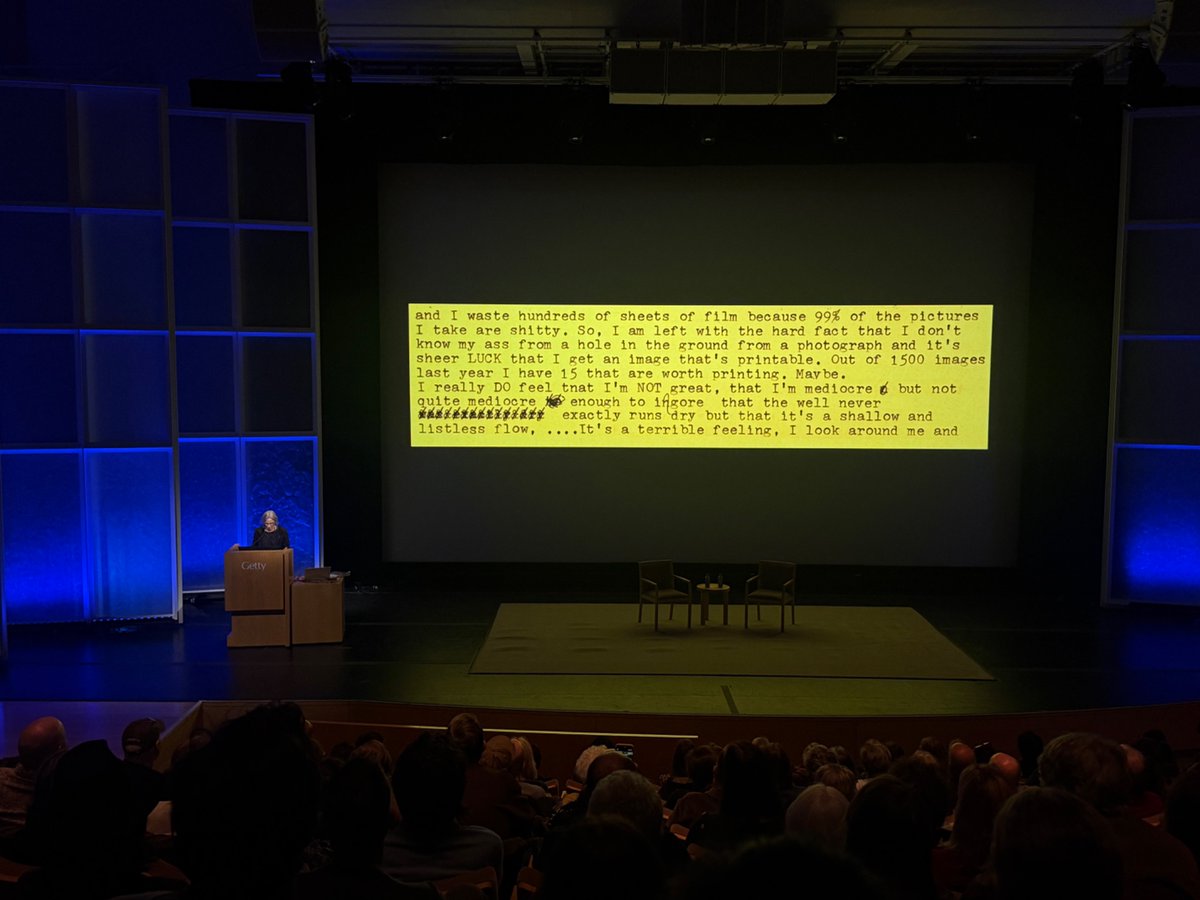 and I waste hundreds of sheets of film because 99% of the pictures
I take are shitty. So, I am left with the hard fact that I don't
know my ass from a hole in the ground from a photograph and it's
sheer LUCK that I get an image that's printable. Out of 1500 images
last year I have 15 that are worth printing. Maybe.
I really DO feel tnat I'm NOT great, that I'm mediocre but not
quite mediocre enough to ingore that the well never
exactly runs dry but that it's a shallow and
listless flow, ....It's a terrible feeling, I look around me and
Getty